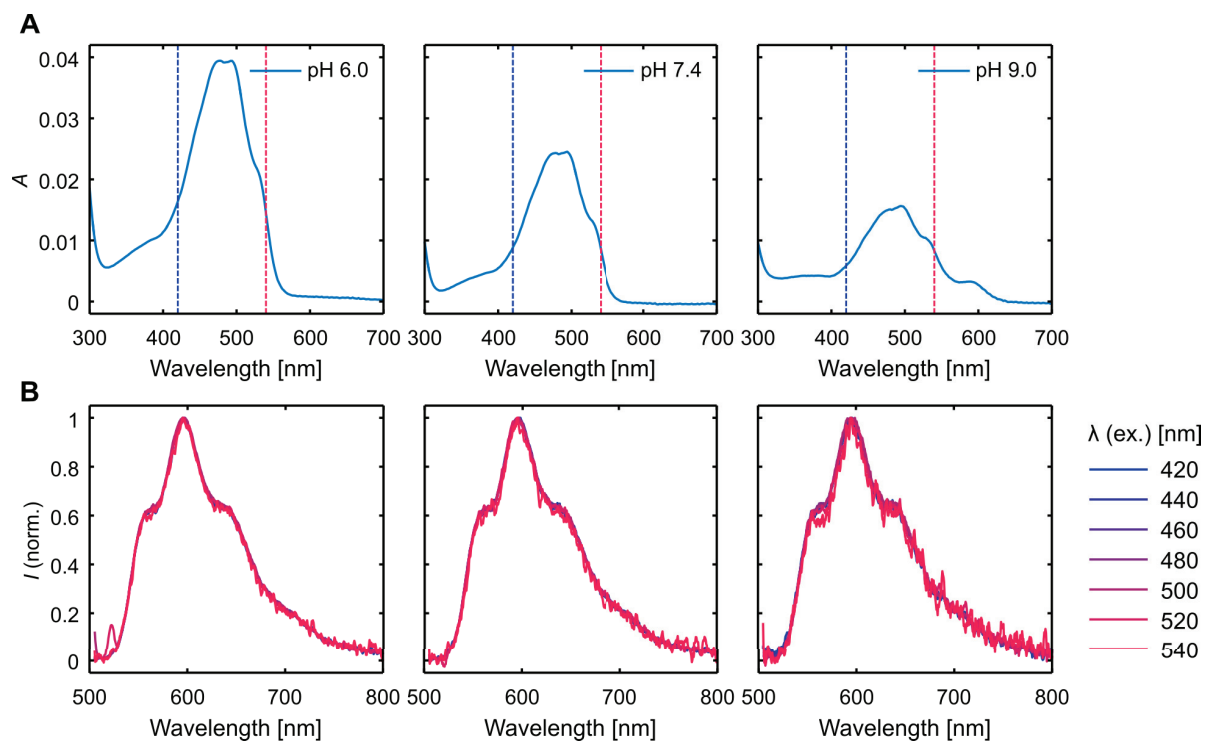 A
pH 6.0 pH 7.4 pH 9.0
0.04
0.03
0.02
0.01
0
A
300 400 500 600 700 300 400 500 600 700 300 400 500 600 700
Wavelength [nm] Wavelength [nm] Wavelength [nm]
B
1
0.8
0.6
0.4
0.2
0
I (norm.)
500 600 700 800 500 600 700 800 500 600 700 800
Wavelength [nm] Wavelength [nm] Wavelength [nm]
λ (ex.) [nm]
420
440
460
480
500
520
540